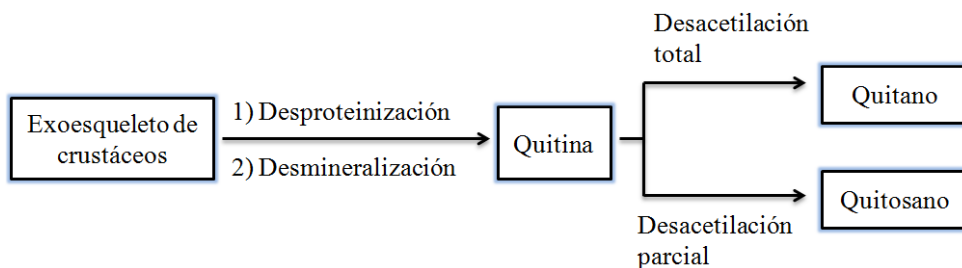 Exoesqueleto de
crustáceos
1) Desproteinización
2) Desmineralización
Quitina
Desacetilación
total
Quitano
Desacetilación
parcial
Quitosano